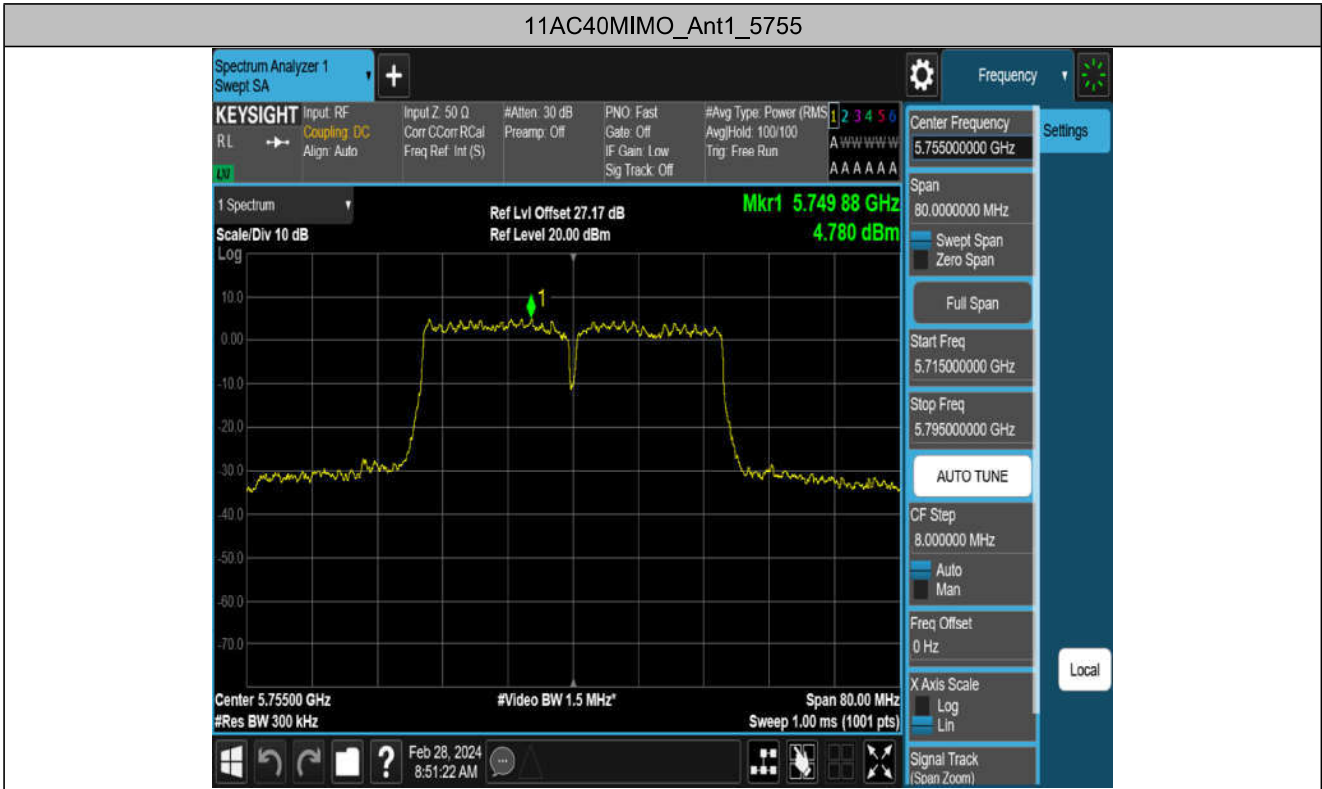 11AC40MIMO_Ant1_5755
Spectrum Analyzer 1
Swept SA
Frequency
KEYSIGHT
RL
LXI
Input: RF
Coupling: DC
Align: Auto
Input Z: 50 Ω
Corr CCorr RCal
Freq Ref: Int (S)
#Atten: 30 dB
Preamp: Off
PNO: Fast
Gate: Off
IF Gain: Low
Sig Track: Off
#Avg Type: Power (RMS
Avg|Hold: 100/100
Trig: Free Run
1 2 3 4 5 6
A W W W W W
A A A A A A
Center Frequency
5.755000000 GHz
Settings
Span
80.0000000 MHz
Swept Span
Zero Span
Full Span
Start Freq
5.715000000 GHz
Stop Freq
5.795000000 GHz
AUTO TUNE
CF Step
8.000000 MHz
Auto
Man
Freq Offset
0 Hz
X Axis Scale
Log
Lin
Signal Track
(Span Zoom)
Local
1 Spectrum
Scale/Div 10 dB
Log
Ref Lvl Offset 27.17 dB
Ref Level 20.00 dBm
Mkr1 5.749 88 GHz
4.780 dBm
1
10.0
0.00
-10.0
-20.0
-30.0
-40.0
-50.0
-60.0
-70.0
Center 5.75500 GHz
#Res BW 300 kHz
#Video BW 1.5 MHz*
Span 80.00 MHz
Sweep 1.00 ms (1001 pts)
?
Feb 28, 2024
8:51:22 AM